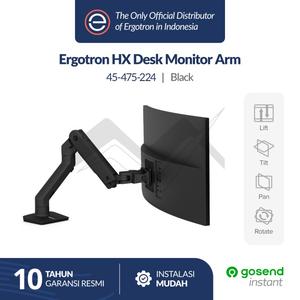 The Only Official Distributor
of Ergotron in Indonesia
Ergotron HX Desk Monitor Arm
45-475-224 | Black
Lift
Tilt
Pan
Rotate
10 TAHUN
GARANSI RESMI
INSTALASI
MUDAH
gosend
instant